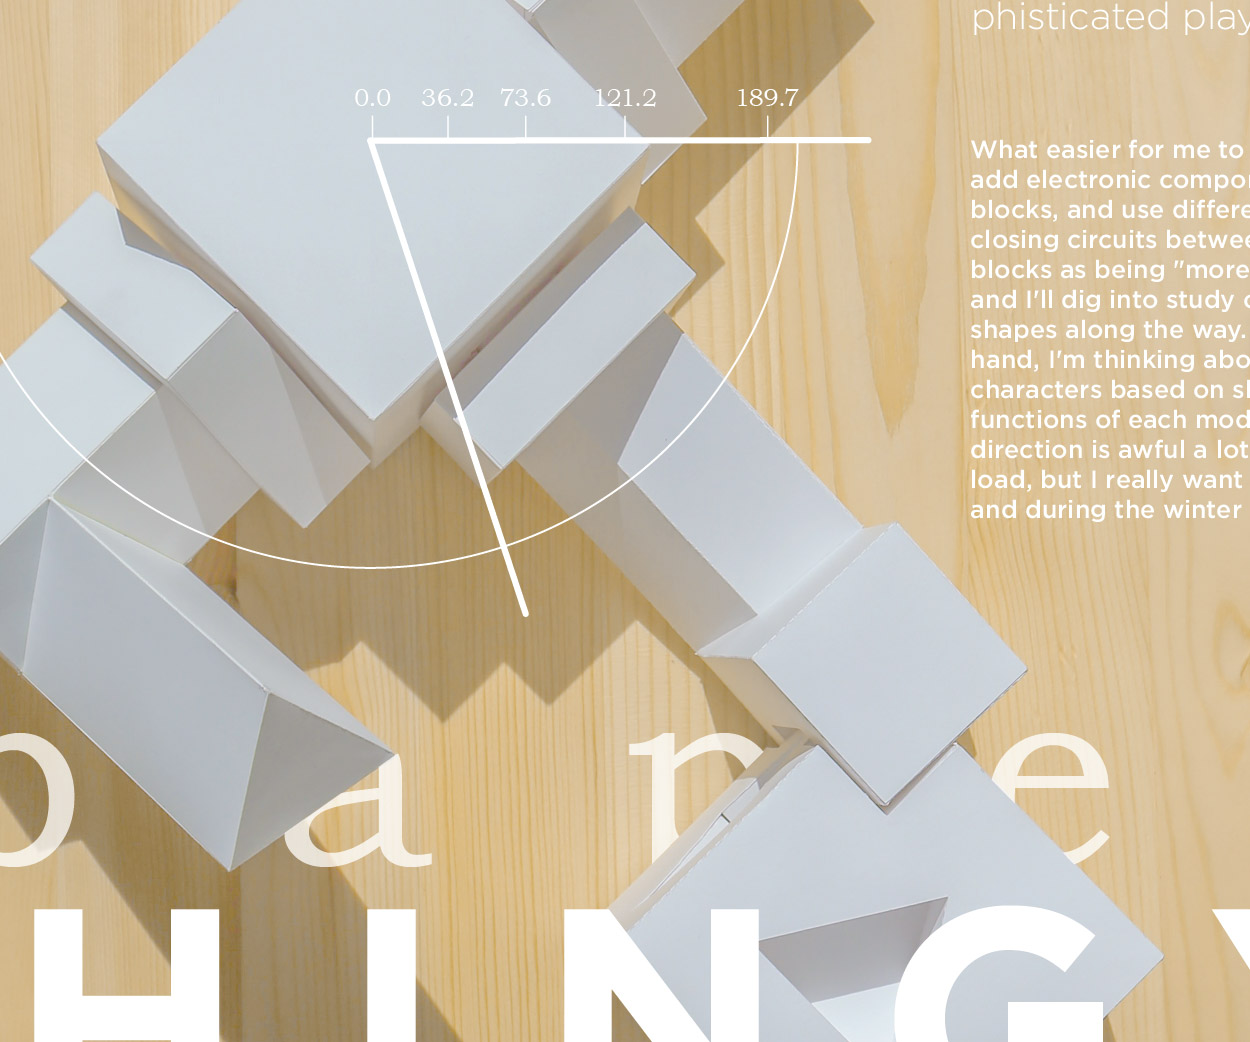 phisticated play
0.0 36.2 73.6 121.2 189.7
What easier for me to
add electronic compo
blocks, and use differe
closing circuits betwee
blocks as being "more
and I'll dig into study
shapes along the way.
hand, I'm thinking abo
characters based on sh
functions of each mod
direction is awful a lot
load, but I really want
and during the winter
a n e
HING